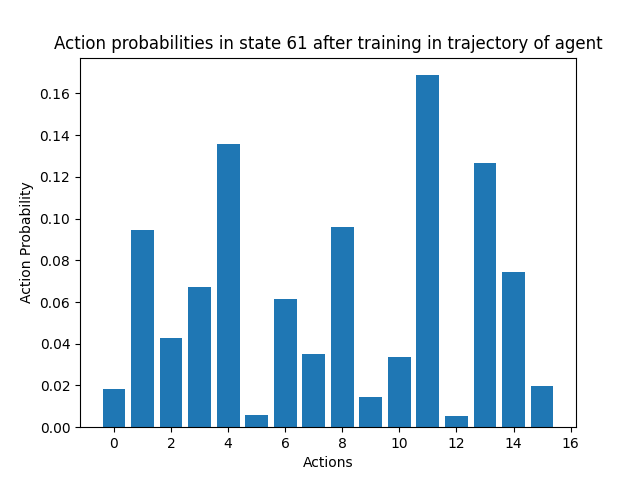 Action probabilities in state 61 after training in trajectory of agent
0.16
0.14
0.12
0.10
0.08
0.06
0.04
0.02
0.00
Action Probability
0 2 4 6 8 10 12 14 16
Actions